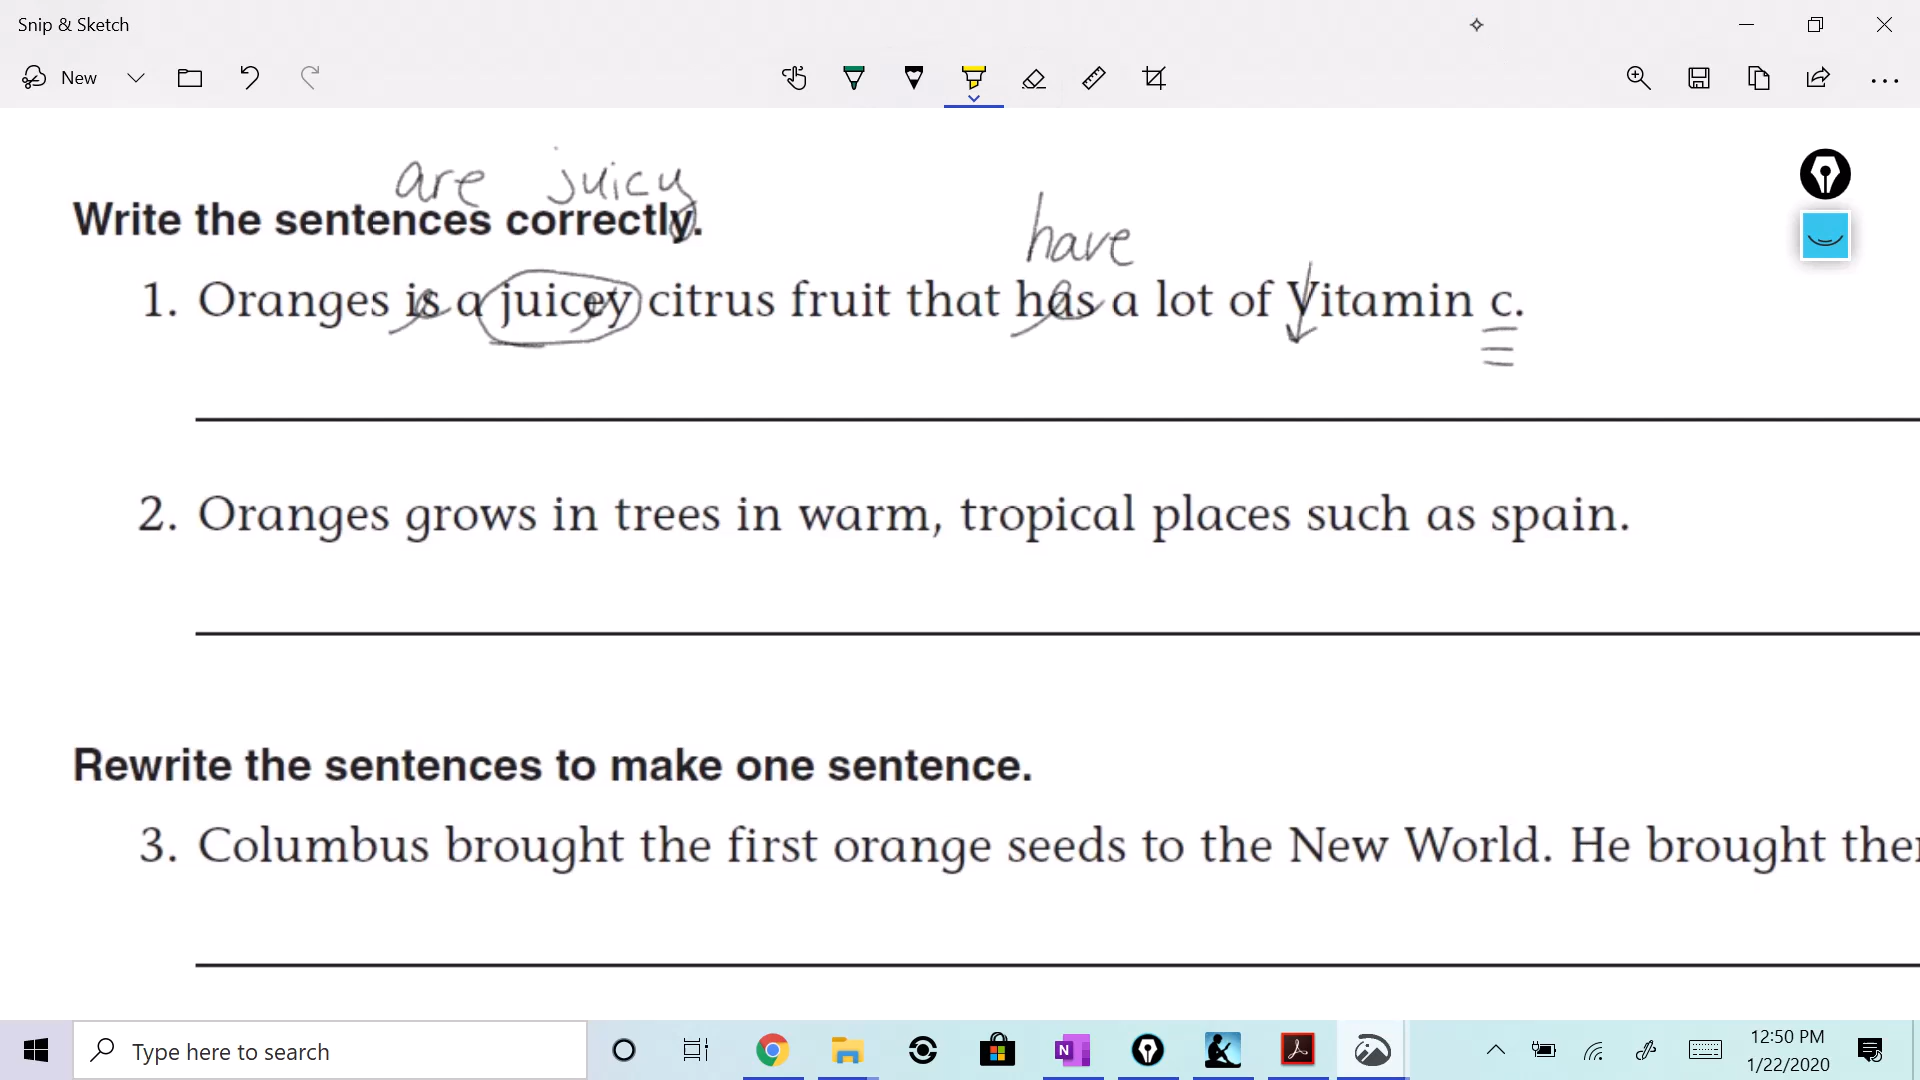 Snip & Sketch
New
are juicy
Write the sentences correctly.
have
1. Oranges is a juicey citrus fruit that has a lot of Vitamin c.
2. Oranges grows in trees in warm, tropical places such as spain.
Rewrite the sentences to make one sentence.
3. Columbus brought the first orange seeds to the New World. He brought
Type here to search
N
12:50 PM
1/22/2020